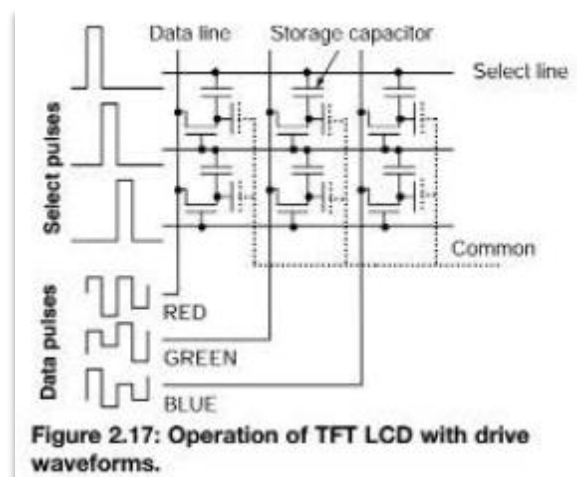 Data line
Storage capacitor
Select line
Select pulses
Common
Data pulses
RED
GREEN
BLUE
Figure 2.17: Operation of TFT LCD with drive
waveforms.